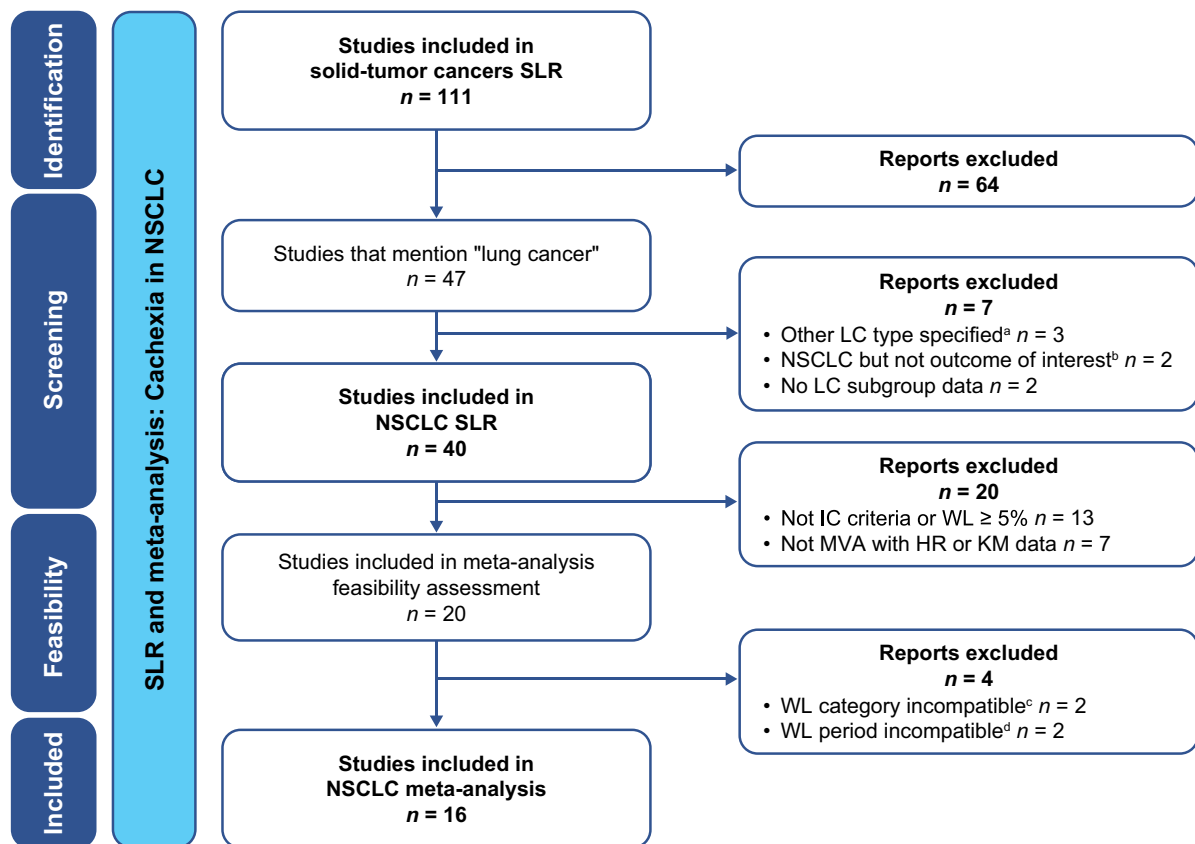 Identification
Screening
Feasibility
Included
SLR and meta-analysis: Cachexia in NSCLC
Studies included in
solid-tumor cancers SLR
n = 111
Reports excluded
n = 64
Studies that mention "lung cancer"
n = 47
Reports excluded
n = 7
• Other LC type specifiedᵃ n = 3
• NSCLC but not outcome of interestᵇ n = 2
• No LC subgroup data n = 2
Studies included in
NSCLC SLR
n = 40
Reports excluded
n = 20
• Not IC criteria or WL ≥ 5% n = 13
• Not MVA with HR or KM data n = 7
Studies included in meta-analysis
feasibility assessment
n = 20
Reports excluded
n = 4
• WL category incompatibleᶜ n = 2
• WL period incompatibleᵈ n = 2
Studies included in
NSCLC meta-analysis
n = 16